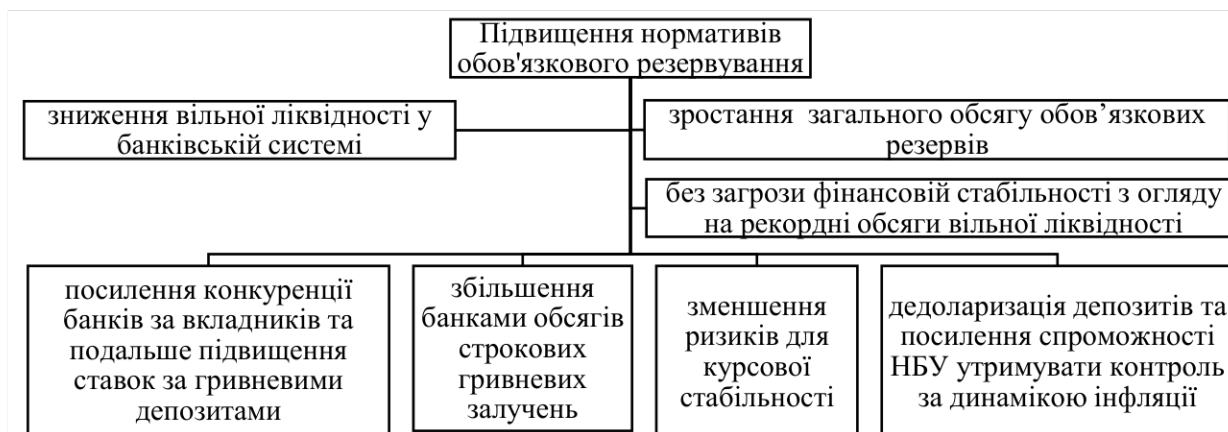 Підвищення нормативів
обов'язкового резервування
зниження вільної ліквідності у
банківській системі
зростання загального обсягу обов’язкових
резервів
без загрози фінансовій стабільності з огляду
на рекордні обсяги вільної ліквідності
посилення конкуренції
банків за вкладників та
подальше підвищення
ставок за гривневими
депозитами
збільшення
банками обсягів
строкових
гривневих
залучень
зменшення
ризиків для
курсової
стабільності
дедоларизація депозитів та
посилення спроможності
НБУ утримувати контроль
за динамікою інфляції